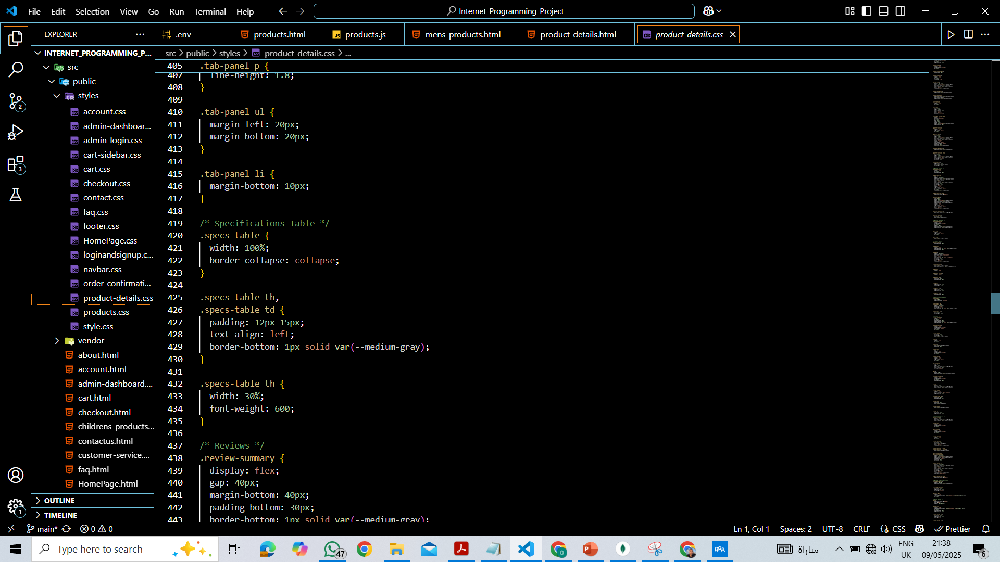 File Edit Selection View Go Run Terminal Help
Internet_Programming_Project
EXPLORER
.env
products.html
products.js
mens-products.html
product-details.html
product-details.css
INTERNET_PROGRAMMING_P...
src > public > styles > product-details.css > ...
src
public
styles
account.css
admin-dashboar...
admin-login.css
cart-sidebar.css
cart.css
checkout.css
contact.css
faq.css
footer.css
HomePage.css
loginandsignup.c...
navbar.css
order-confirmati...
product-details.css
products.css
style.css
vendor
about.html
account.html
admin-dashboard....
cart.html
checkout.html
childrens-products...
contactus.html
customer-service....
faq.html
HomePage.html
OUTLINE
TIMELINE
2
3
1
405 .tab-panel p {
407 line-height: 1.8;
408 }
409
410 .tab-panel ul {
411 margin-left: 20px;
412 margin-bottom: 20px;
413 }
414
415 .tab-panel li {
416 margin-bottom: 10px;
417 }
418
419 /* Specifications Table */
420 .specs-table {
421 width: 100%;
422 border-collapse: collapse;
423 }
424
425 .specs-table th,
426 .specs-table td {
427 padding: 12px 15px;
428 text-align: left;
429 border-bottom: 1px solid var(--medium-gray);
430 }
431
432 .specs-table th {
433 width: 30%;
434 font-weight: 600;
435 }
436
437 /* Reviews */
438 .review-summary {
439 display: flex;
440 gap: 40px;
441 margin-bottom: 40px;
442 padding-bottom: 30px;
443 border-bottom: 1px solid var(--medium-gray);
main* 0 0
Ln 1, Col 1 Spaces: 2 UTF-8 CRLF CSS Prettier
Type here to search
47
مباراة
ENG
UK
21:38
09/05/2025
6